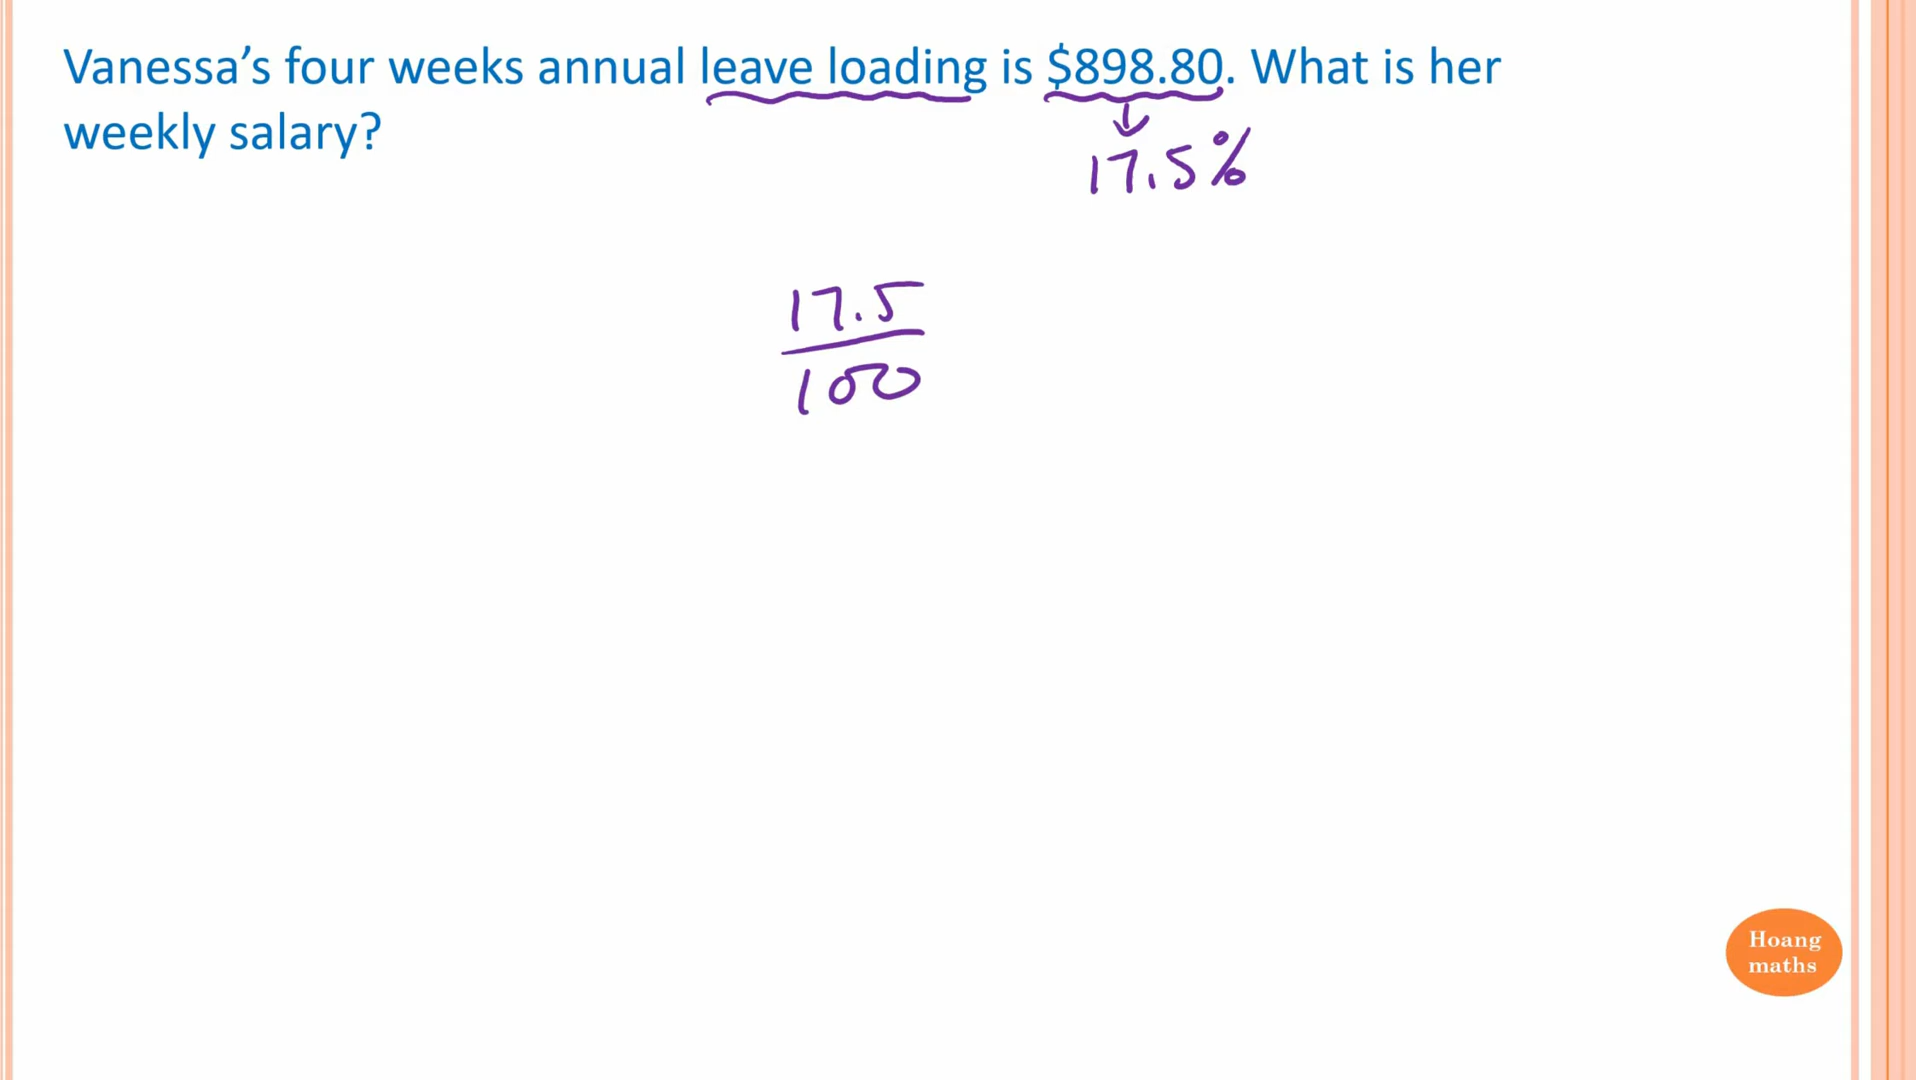 Vanessa’s four weeks annual leave loading is $898.80. What is her
weekly salary?
17.5%
17.5
100
Hoang
maths